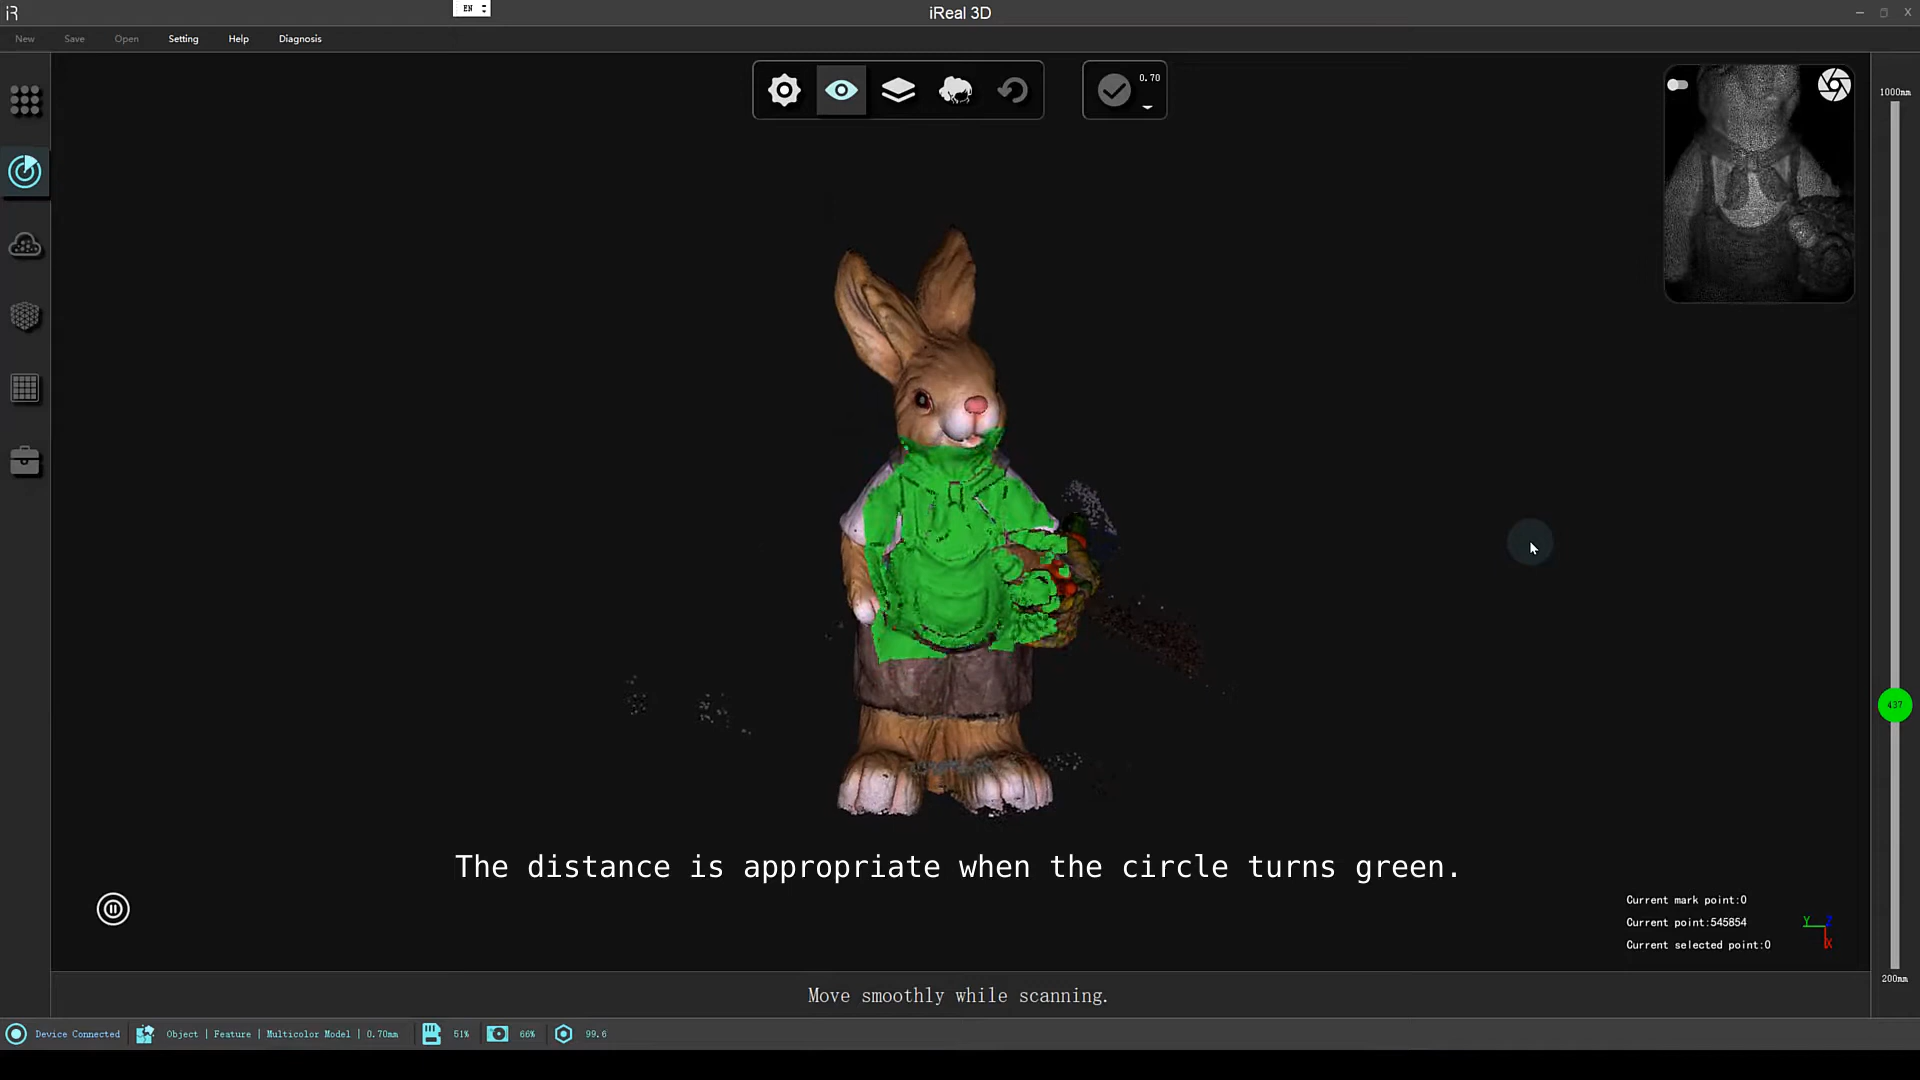 iR
EN
iReal 3D
New
Save
Open
Setting
Help
Diagnosis
0.70
1000mm
437
The distance is appropriate when the circle turns green.
Current mark point:0
Current point:545854
Current selected point:0
Y
Z
X
200mm
Move smoothly while scanning.
Device Connected
Object | Feature | Multicolor Model | 0.70mm
51%
66%
99.6